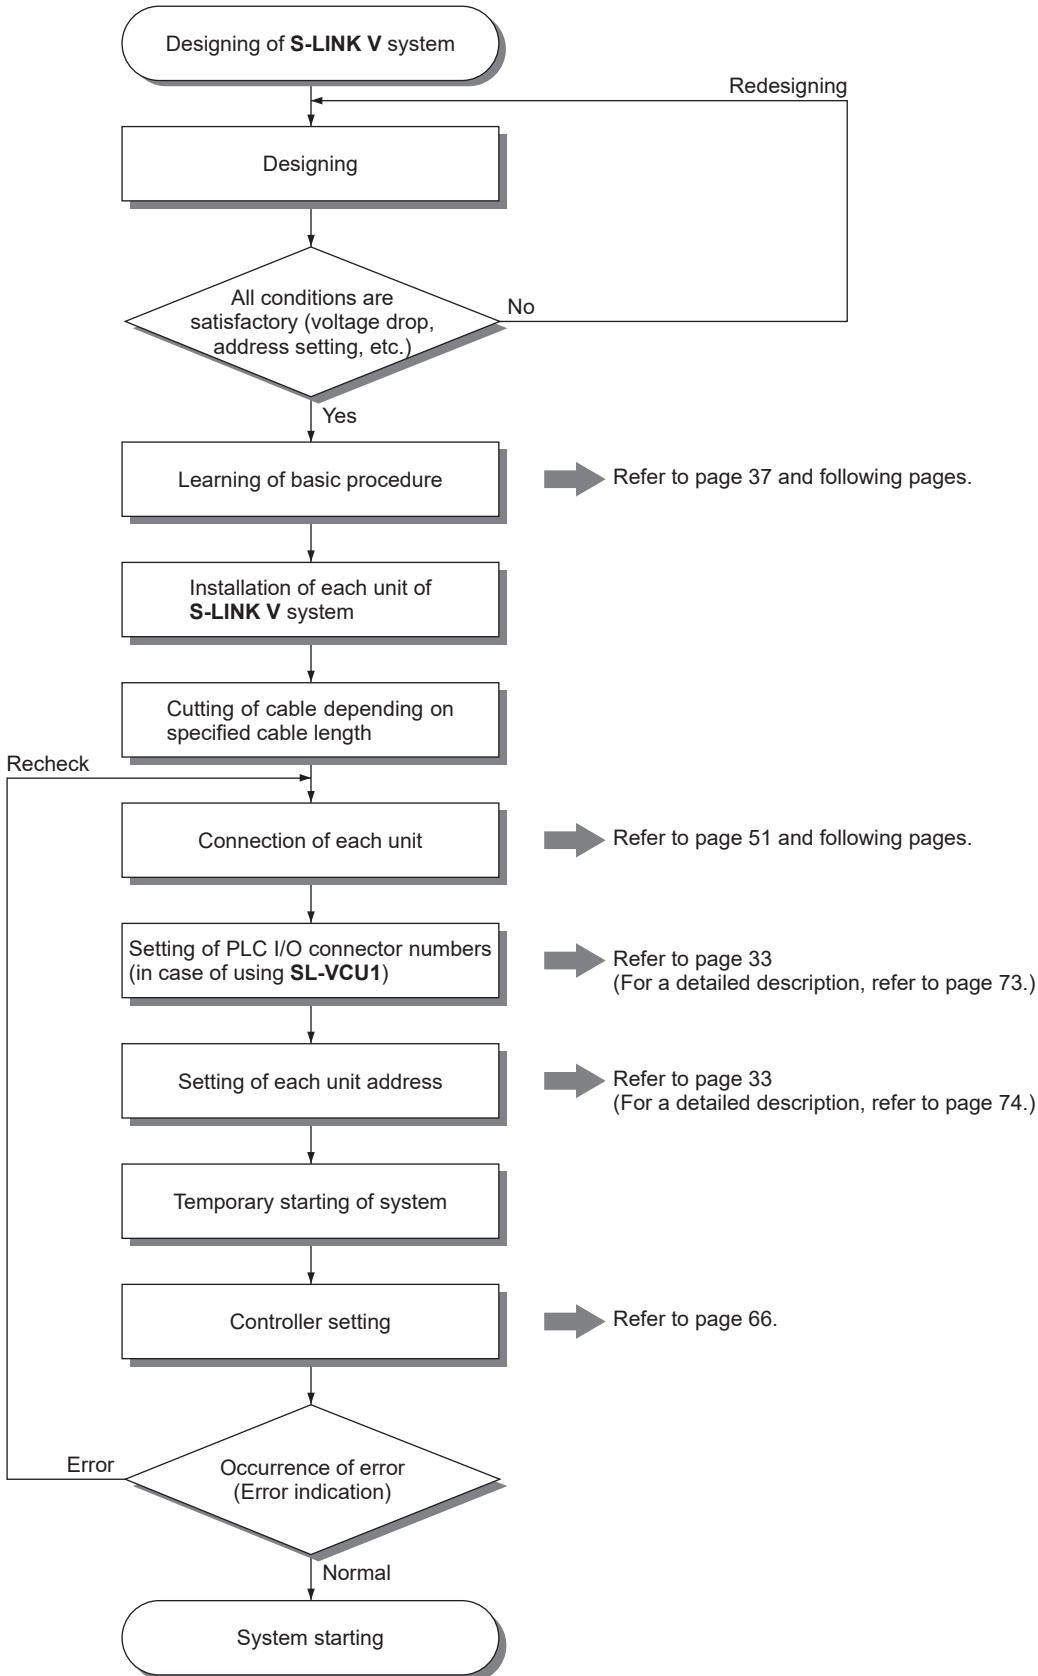 Designing of S-LINK V system
Redesigning
Designing
All conditions are
satisfactory (voltage drop,
address setting, etc.)
No
Yes
Learning of basic procedure
Refer to page 37 and following pages.
Installation of each unit of
S-LINK V system
Cutting of cable depending on
specified cable length
Recheck
Connection of each unit
Refer to page 51 and following pages.
Setting of PLC I/O connector numbers
(in case of using SL-VCU1)
Refer to page 33
(For a detailed description, refer to page 73.)
Setting of each unit address
Refer to page 33
(For a detailed description, refer to page 74.)
Temporary starting of system
Controller setting
Refer to page 66.
Error
Occurrence of error
(Error indication)
Normal
System starting